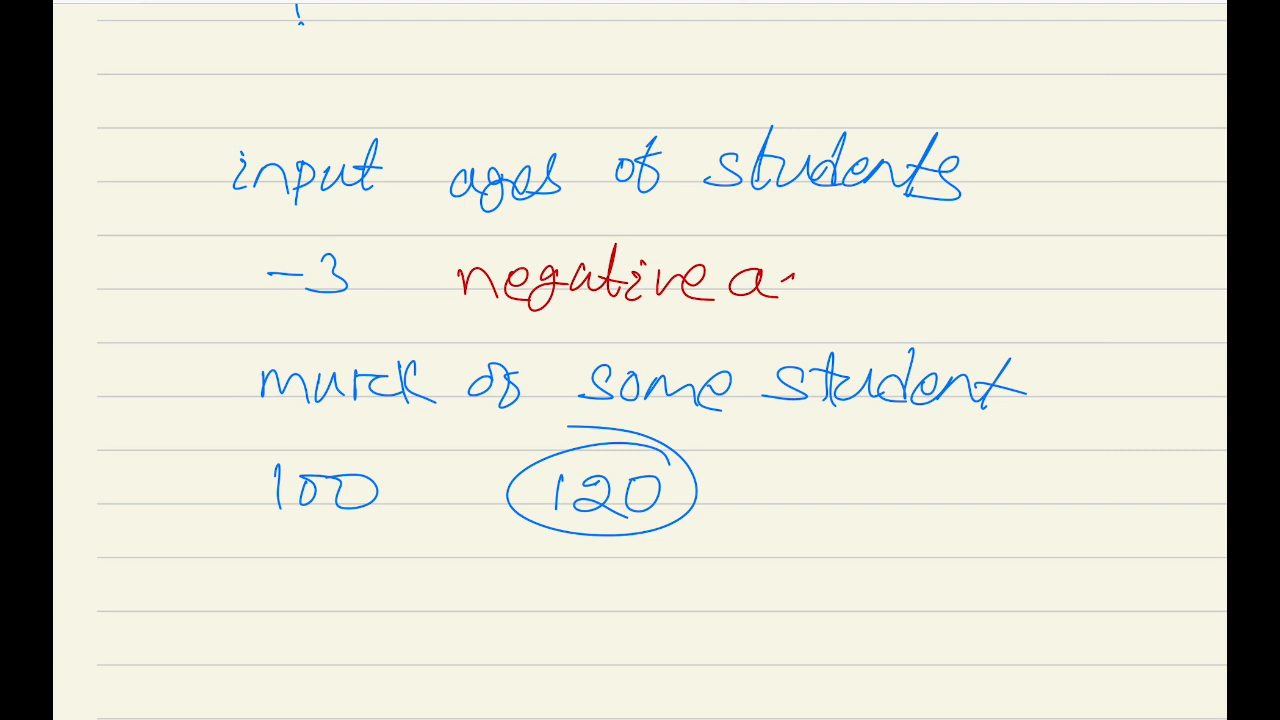 input ages of students
-3 negative a
murck of some student
100 120